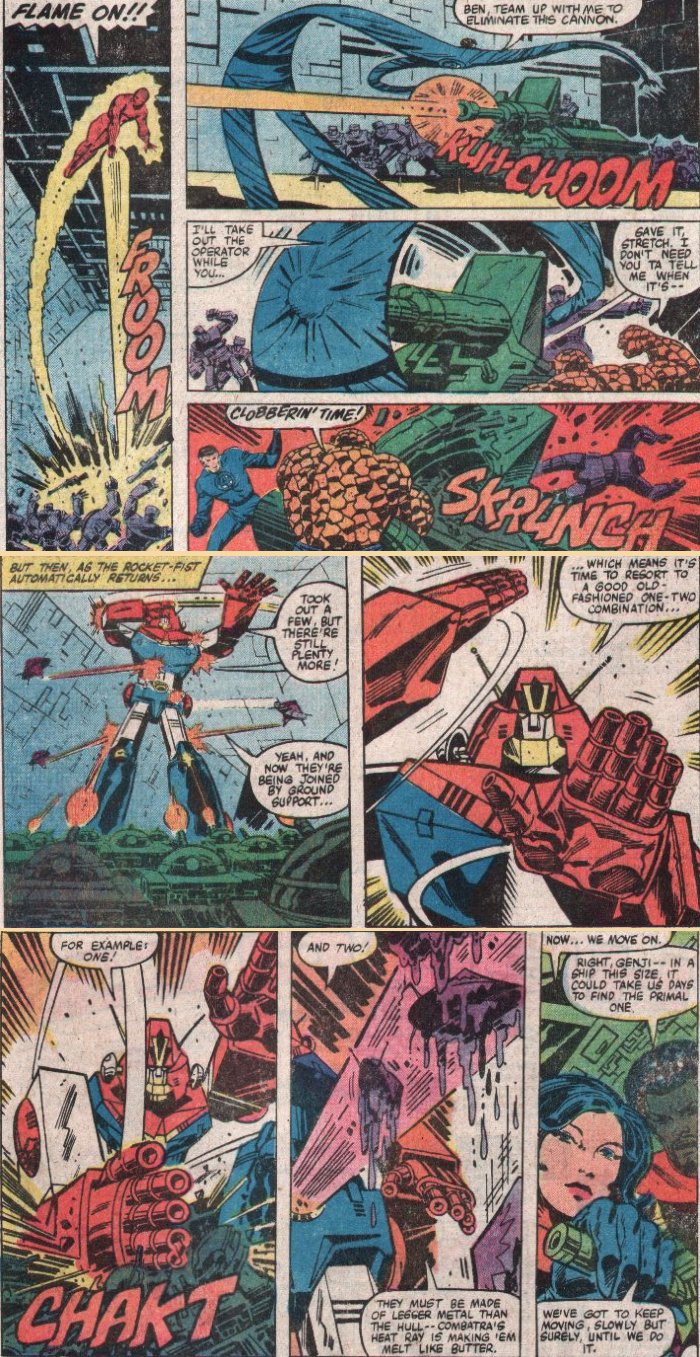 FLAME ON!!
FROOM
BEN, TEAM UP WITH ME TO
ELIMINATE THIS CANNON.
KUH-CHOOM
I'LL TAKE
OUT THE
OPERATOR
WHILE
YOU...
SAVE IT,
STRETCH. I
DON'T NEED
YOU TA TELL
ME WHEN
IT'S--
CLOBBERIN' TIME!
SKRUNCH
BUT THEN, AS THE ROCKET-FIST
AUTOMATICALLY RETURNS...
TOOK
OUT A
FEW, BUT
THERE'RE
STILL
PLENTY
MORE!
YEAH, AND
NOW THEY'RE
BEING JOINED
BY GROUND
SUPPORT...
...WHICH MEANS IT'S
TIME TO RESORT TO
A GOOD OLD-
FASHIONED ONE-TWO
COMBINATION...
FOR EXAMPLE:
ONE!
CHAKT
AND TWO!
THEY MUST BE MADE
OF LESSER METAL THAN
THE HULL--COMBATRA'S
HEAT RAY IS MAKING 'EM
MELT LIKE BUTTER.
NOW... WE MOVE ON.
RIGHT, GENJI-- IN A
SHIP THIS SIZE, IT
COULD TAKE US DAYS
TO FIND THE PRIMAL
ONE.
WE'VE GOT TO KEEP
MOVING, SLOWLY BUT
SURELY, UNTIL WE DO
IT.